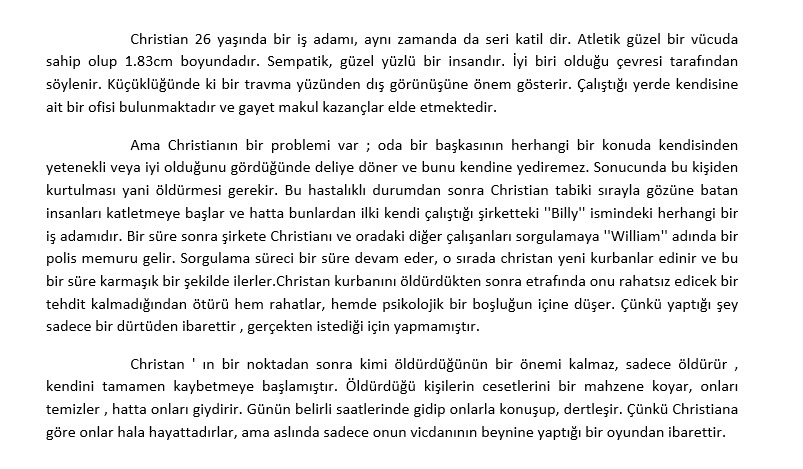 Christian 26 yaşında bir iş adamı, aynı zamanda da seri katil dir. Atletik güzel bir vücuda
sahip olup 1.83cm boyundadır. Sempatik, güzel yüzlü bir insandır. İyi biri olduğu çevresi tarafından
söylenir. Küçüklüğünde ki bir travma yüzünden dış görünüşüne önem gösterir. Çalıştığı yerde kendisine
ait bir ofisi bulunmaktadır ve gayet makul kazançlar elde etmektedir.
Ama Christianın bir problemi var ; oda bir başkasının herhangi bir konuda kendisinden
yetenekli veya iyi olduğunu gördüğünde deliye döner ve bunu kendine yediremez. Sonucunda bu kişiden
kurtulması yani öldürmesi gerekir. Bu hastalıklı durumdan sonra Christian tabiki sırayla gözüne batan
insanları katletmeye başlar ve hatta bunlardan ilki kendi çalıştığı şirketteki ''Billy'' ismindeki herhangi bir
iş adamıdır. Bir süre sonra şirkete Christianı ve oradaki diğer çalışanları sorgulamaya ''William'' adında bir
polis memuru gelir. Sorgulama süreci bir süre devam eder, o sırada christan yeni kurbanlar edinir ve bu
bir süre karmaşık bir şekilde ilerler.Christan kurbanını öldürdükten sonra etrafında onu rahatsız edicek bir
tehdit kalmadığından ötürü hem rahatlar, hemde psikolojik bir boşluğun içine düşer. Çünkü yaptığı şey
sadece bir dürtüden ibarettir , gerçekten istediği için yapmamıştır.
Christan ' ın bir noktadan sonra kimi öldürdüğünün bir önemi kalmaz, sadece öldürür ,
kendini tamamen kaybetmeye başlamıştır. Öldürdüğü kişilerin cesetlerini bir mahzene koyar, onları
temizler , hatta onları giydirir. Günün belirli saatlerinde gidip onlarla konuşup, dertleşir. Çünkü Christiana
göre onlar hala hayattadırlar, ama aslında sadece onun vicdanının beynine yaptığı bir oyundan ibarettir.